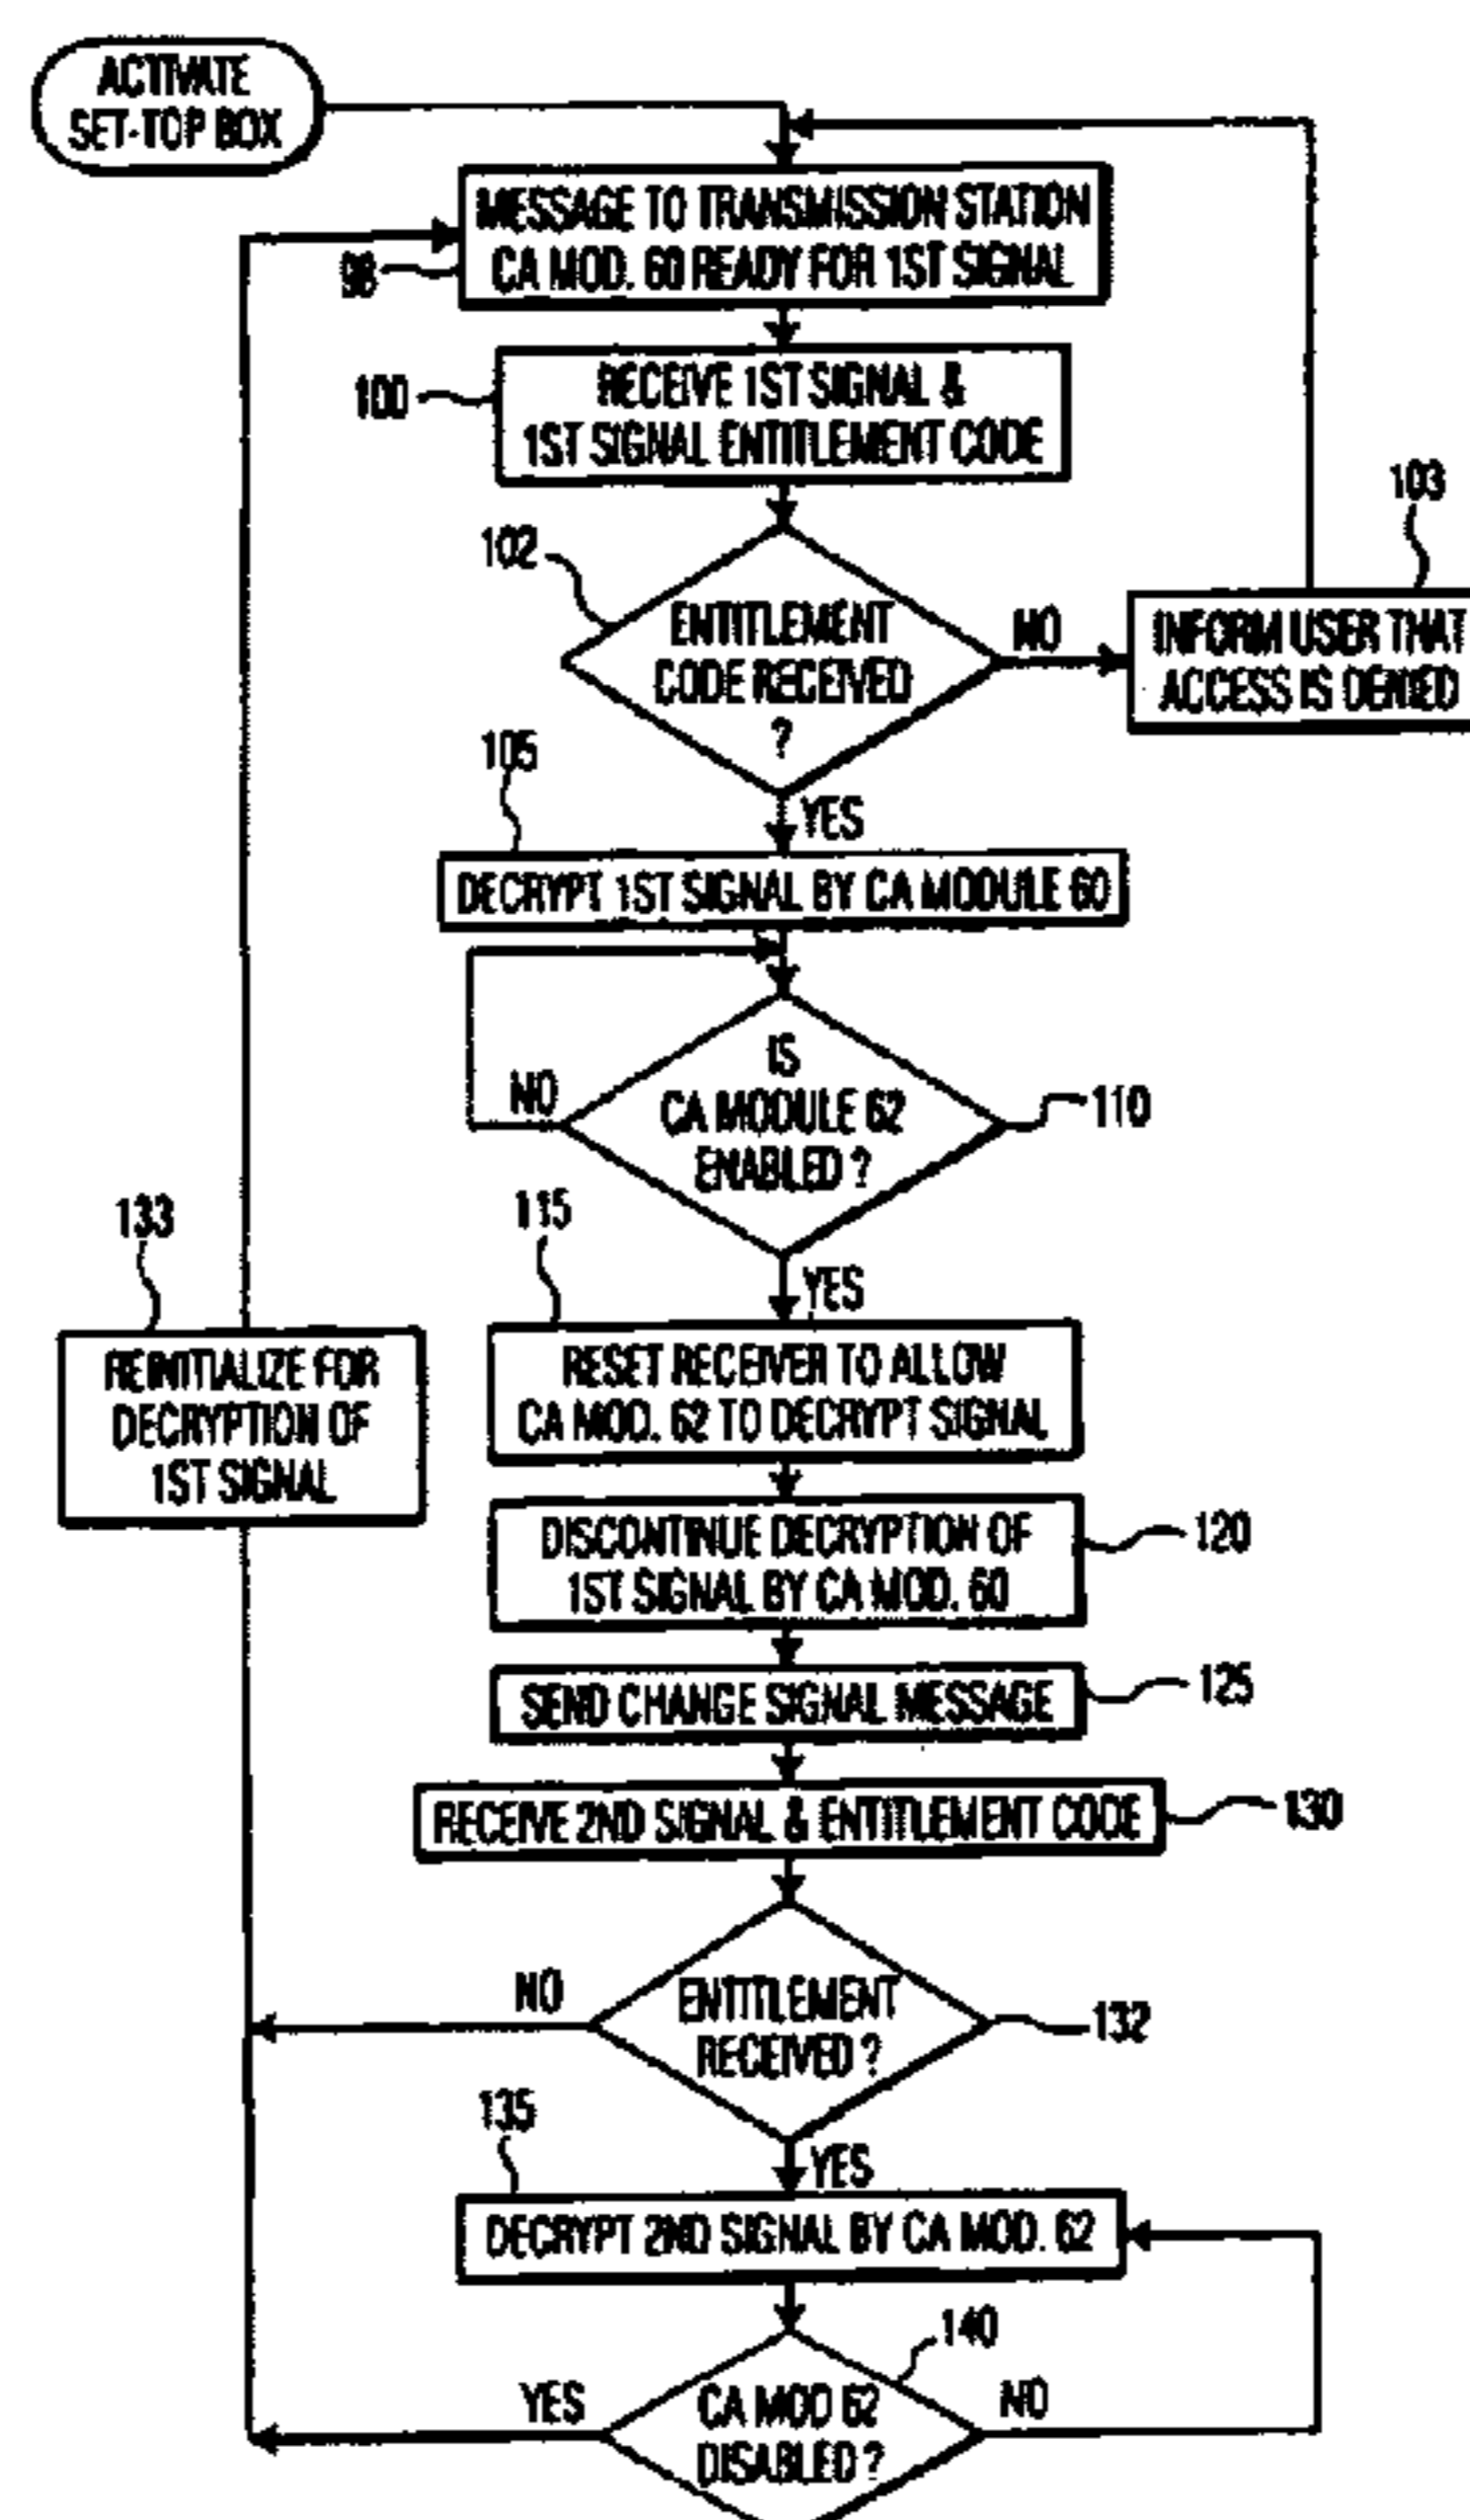 ACTIVATE
SET-TOP BOX
MESSAGE TO TRANSMISSION STATION
CA MOD. 60 READY FOR 1ST SIGNAL
98
RECEIVE 1ST SIGNAL &
1ST SIGNAL ENTITLEMENT CODE
100
102
ENTITLEMENT
CODE RECEIVED
?
NO
103
INFORM USER THAT
ACCESS IS DENIED
YES
105
DECRYPT 1ST SIGNAL BY CA MODULE 60
IS
CA MODULE 62
ENABLED ?
NO
110
YES
115
RESET RECEIVER TO ALLOW
CA MOD. 62 TO DECRYPT SIGNAL
133
REINITIALIZE FOR
DECRYPTION OF
1ST SIGNAL
DISCONTINUE DECRYPTION OF
1ST SIGNAL BY CA MOD. 60
120
SEND CHANGE SIGNAL MESSAGE
125
RECEIVE 2ND SIGNAL & ENTITLEMENT CODE
130
NO
ENTITLEMENT
RECEIVED ?
132
YES
135
DECRYPT 2ND SIGNAL BY CA MOD. 62
140
YES
CA MOD 62
DISABLED ?
NO